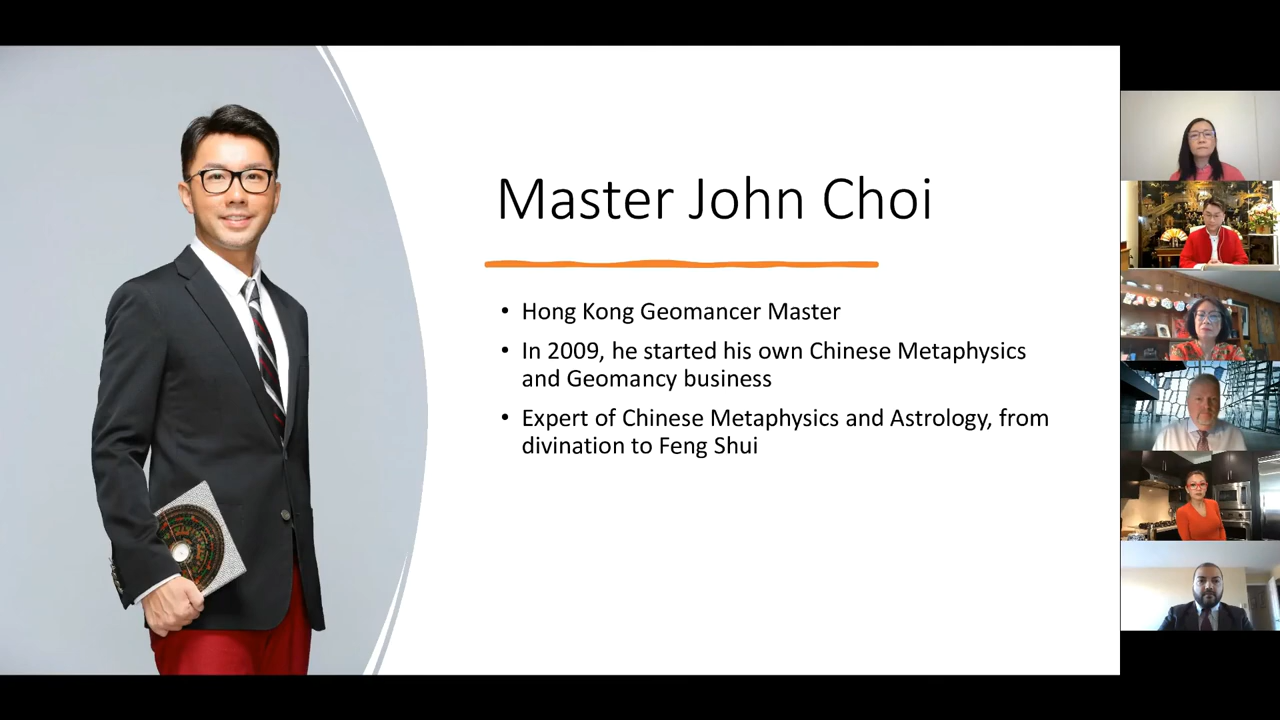 Master John Choi
• Hong Kong Geomancer Master
• In 2009, he started his own Chinese Metaphysics
and Geomancy business
• Expert of Chinese Metaphysics and Astrology, from
divination to Feng Shui